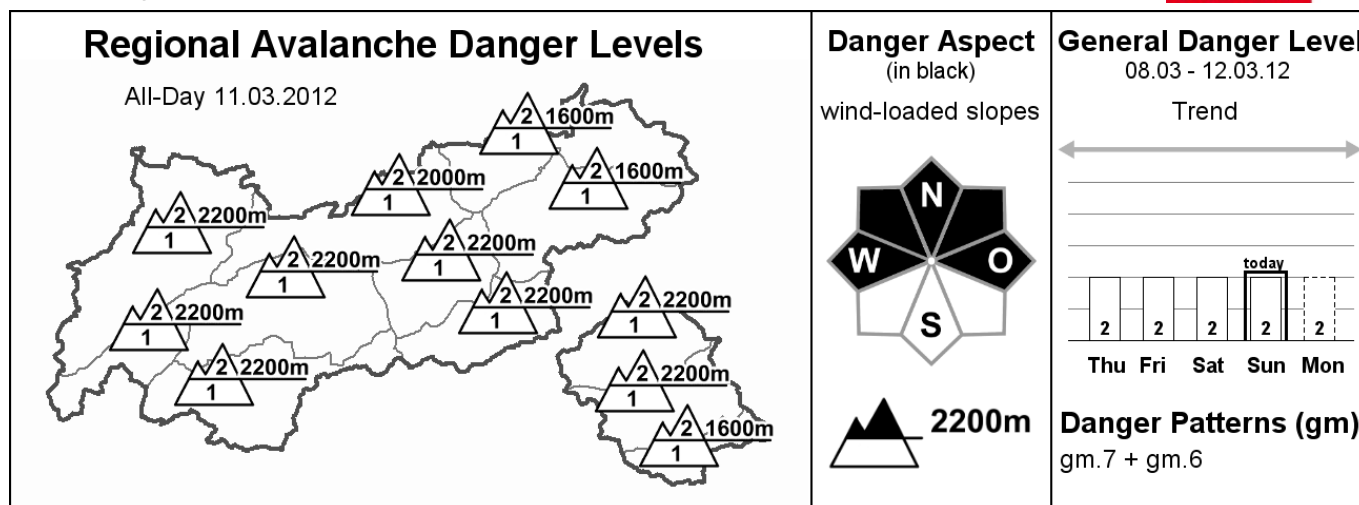 Regional Avalanche Danger Levels
All-Day 11.03.2012
2 1600m
1
2 1600m
1
2 2000m
1
2 2200m
1
2 2200m
1
2 2200m
1
2 2200m
1
2 2200m
1
2 2200m
1
2 2200m
1
2 2200m
1
2 1600m
1
Danger Aspect
(in black)
wind-loaded slopes
N
W
O
S
2200m
General Danger Level
08.03 - 12.03.12
Trend
today
2 2 2 2 2
Thu Fri Sat Sun Mon
Danger Patterns (gm)
gm.7 + gm.6